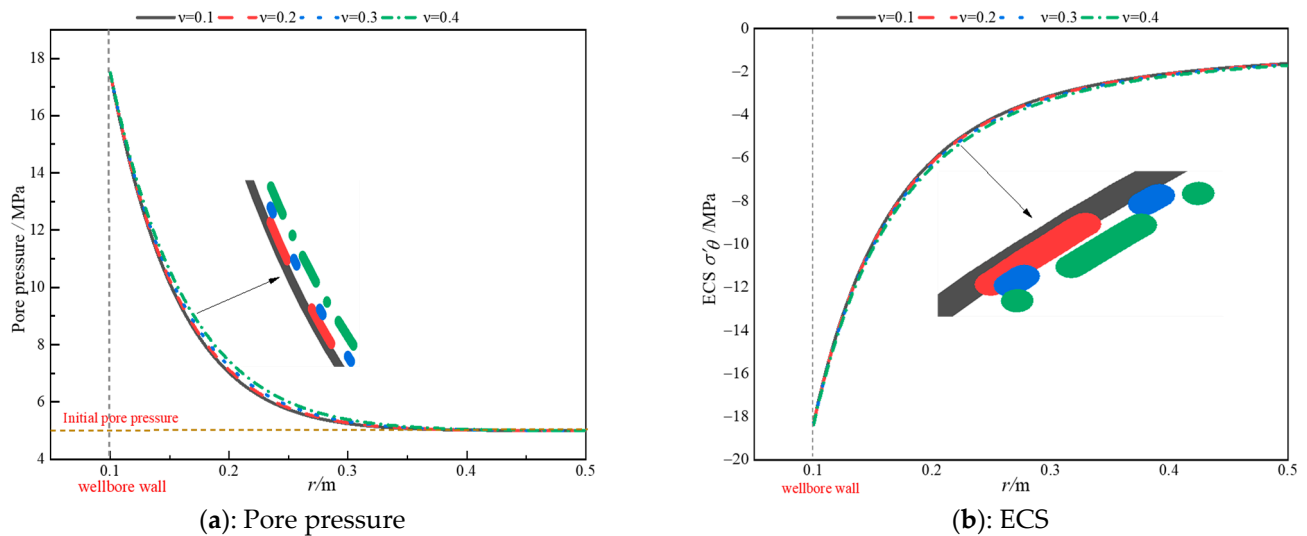 ν=0.1 ν=0.2 ν=0.3 ν=0.4
18
16
14
12
10
8
6
4
Pore pressure / MPa
Initial pore pressure
0.1 0.2 0.3 0.4 0.5
wellbore wall
r/m
(a): Pore pressure
ν=0.1 ν=0.2 ν=0.3 ν=0.4
0
−2
−4
−6
−8
−10
−12
−14
−16
−18
−20
ECS σ′θ /MPa
0.1 0.2 0.3 0.4 0.5
wellbore wall
r/m
(b): ECS